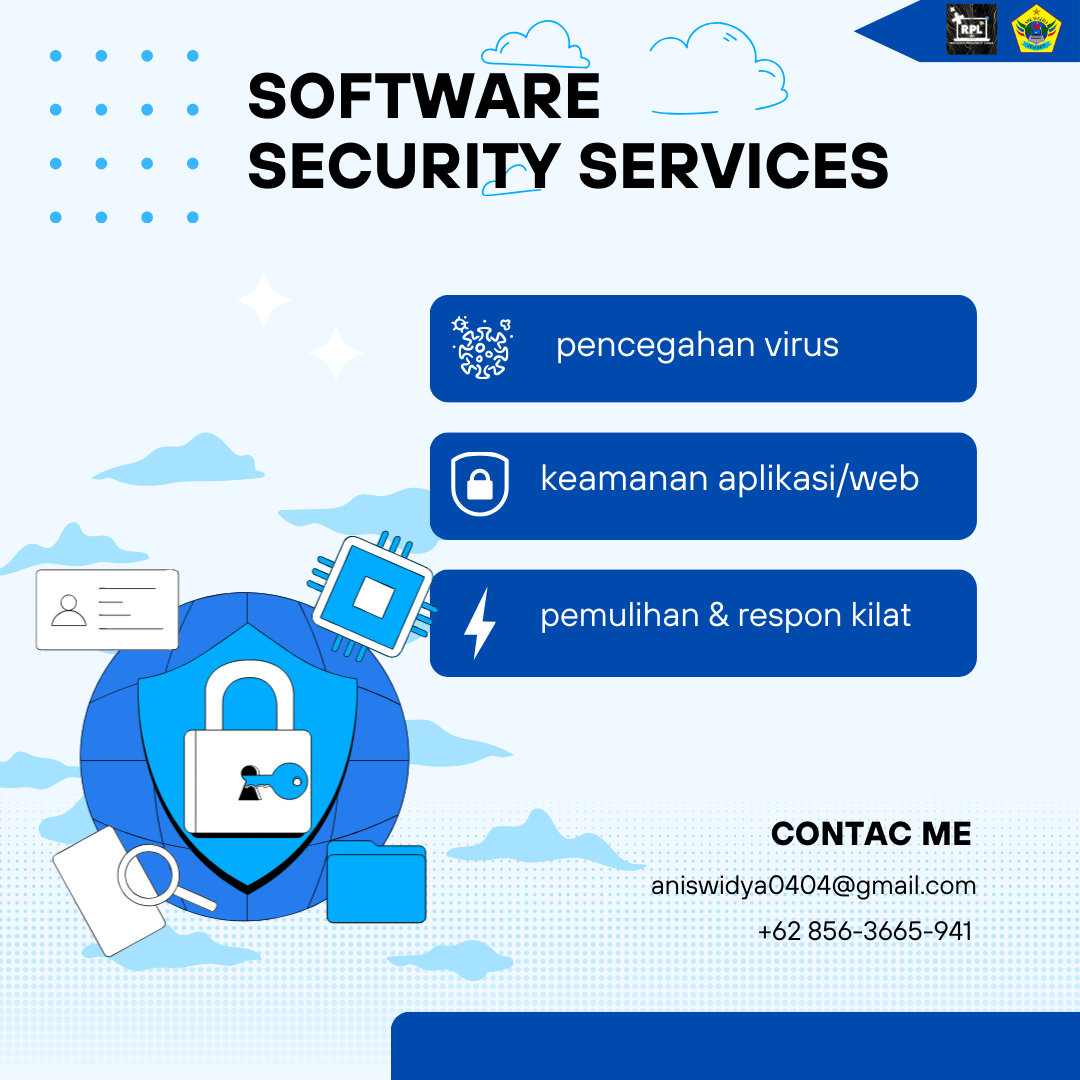 RPL
SOFTWARE
SECURITY SERVICES
pencegahan virus
keamanan aplikasi/web
pemulihan & respon kilat
CONTAC ME
aniswidya0404@gmail.com
+62 856-3665-941